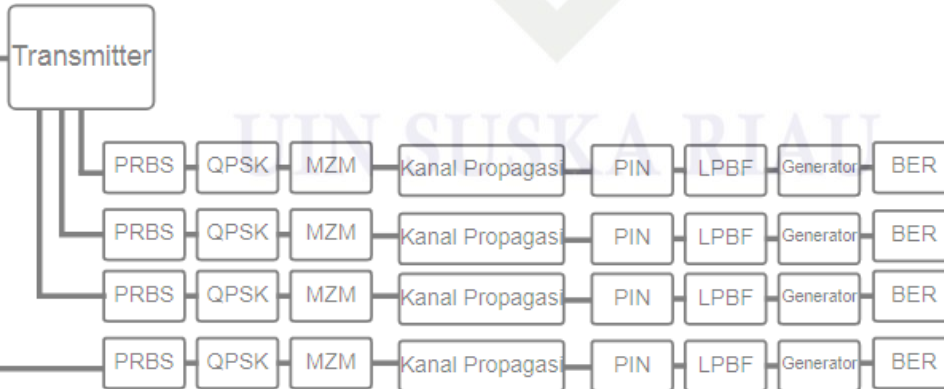 Transmitter
UIN SUSKA RIAU
PRBS QPSK MZM Kanal Propagasi PIN LPBF Generator BER
PRBS QPSK MZM Kanal Propagasi PIN LPBF Generator BER
PRBS QPSK MZM Kanal Propagasi PIN LPBF Generator BER
PRBS QPSK MZM Kanal Propagasi PIN LPBF Generator BER